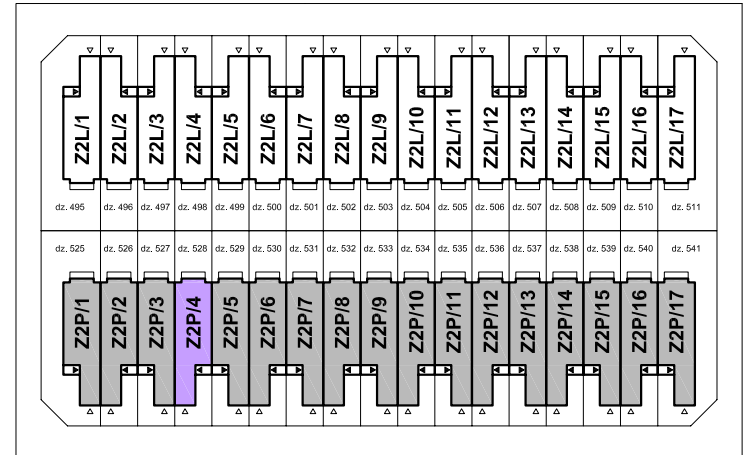 Z2L/1 Z2L/2 Z2L/3 Z2L/4 Z2L/5 Z2L/6 Z2L/7 Z2L/8 Z2L/9 Z2L/10 Z2L/11 Z2L/12 Z2L/13 Z2L/14 Z2L/15 Z2L/16 Z2L/17
dz. 495 dz. 496 dz. 497 dz. 498 dz. 499 dz. 500 dz. 501 dz. 502 dz. 503 dz. 504 dz. 505 dz. 506 dz. 507 dz. 508 dz. 509 dz. 510 dz. 511
dz. 525 dz. 526 dz. 527 dz. 528 dz. 529 dz. 530 dz. 531 dz. 532 dz. 533 dz. 534 dz. 535 dz. 536 dz. 537 dz. 538 dz. 539 dz. 540 dz. 541
Z2P/1 Z2P/2 Z2P/3 Z2P/4 Z2P/5 Z2P/6 Z2P/7 Z2P/8 Z2P/9 Z2P/10 Z2P/11 Z2P/12 Z2P/13 Z2P/14 Z2P/15 Z2P/16 Z2P/17